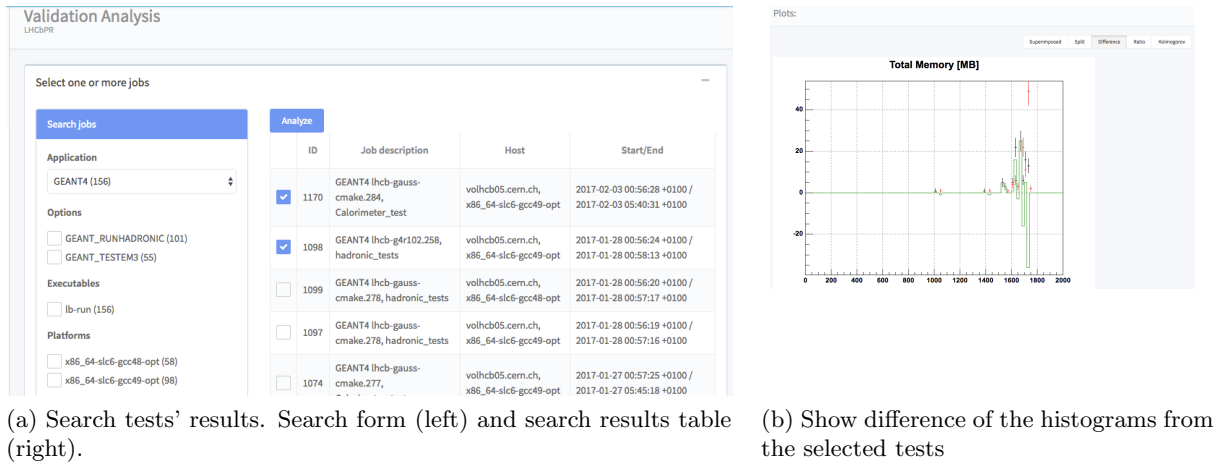 Validation Analysis
LHCbPR
Select one or more jobs
Search jobs
Application
GEANT4 (156)
Options
GEANT_RUNHADRONIC (101)
GEANT_TESTEM3 (55)
Executables
lb-run (156)
Platforms
x86_64-slc6-gcc48-opt (58)
x86_64-slc6-gcc49-opt (98)
Analyze
ID Job description Host Start/End
1170 GEANT4 lhcb-gauss-cmake.284, Calorimeter_test volhcb05.cern.ch, x86_64-slc6-gcc49-opt 2017-02-03 00:56:28 +0100 / 2017-02-03 05:40:31 +0100
1098 GEANT4 lhcb-g4r102.258, hadronic_tests volhcb05.cern.ch, x86_64-slc6-gcc49-opt 2017-01-28 00:56:24 +0100 / 2017-01-28 00:58:13 +0100
1099 GEANT4 lhcb-gauss-cmake.278, hadronic_tests volhcb05.cern.ch, x86_64-slc6-gcc48-opt 2017-01-28 00:56:20 +0100 / 2017-01-28 00:57:17 +0100
1097 GEANT4 lhcb-gauss-cmake.278, hadronic_tests volhcb05.cern.ch, x86_64-slc6-gcc49-opt 2017-01-28 00:56:19 +0100 / 2017-01-28 00:57:16 +0100
1074 GEANT4 lhcb-gauss-cmake.277, volhcb05.cern.ch, x86_64-slc6-gcc49-opt 2017-01-27 00:57:25 +0100 / 2017-01-27 05:45:18 +0100
Plots:
Superimposed Split Difference Ratio Kolmogorov
Total Memory [MB]
40
20
0
-20
0 200 400 600 800 1000 1200 1400 1600 1800 2000
(a) Search tests' results. Search form (left) and search results table
(right).
(b) Show difference of the histograms from
the selected tests